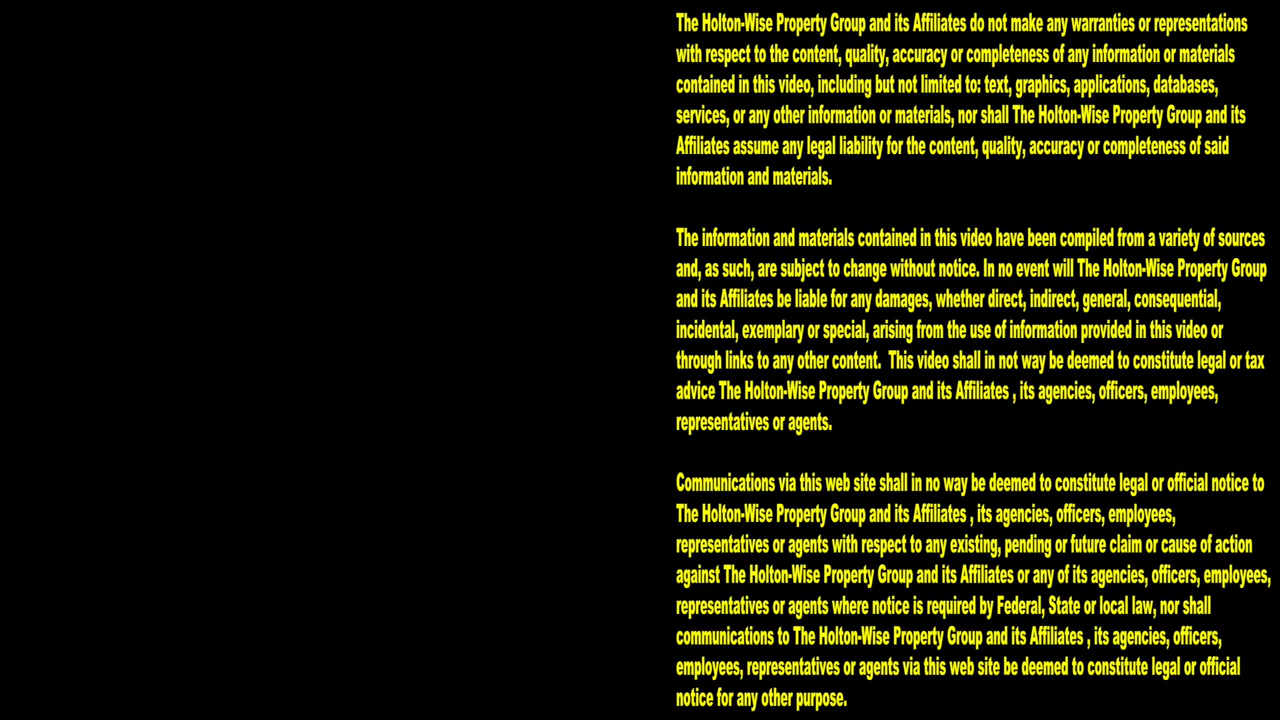 The Holton-Wise Property Group and its Affiliates do not make any warranties or representations
with respect to the content, quality, accuracy or completeness of any information or materials
contained in this video, including but not limited to: text, graphics, applications, databases,
services, or any other information or materials, nor shall The Holton-Wise Property Group and its
Affiliates assume any legal liability for the content, quality, accuracy or completeness of said
information and materials.
The information and materials contained in this video have been compiled from a variety of sources
and, as such, are subject to change without notice. In no event will The Holton-Wise Property Group
and its Affiliates be liable for any damages, whether direct, indirect, general, consequential,
incidental, exemplary or special, arising from the use of information provided in this video or
through links to any other content.  This video shall in not way be deemed to constitute legal or tax
advice The Holton-Wise Property Group and its Affiliates , its agencies, officers, employees,
representatives or agents.
Communications via this web site shall in no way be deemed to constitute legal or official notice to
The Holton-Wise Property Group and its Affiliates , its agencies, officers, employees,
representatives or agents with respect to any existing, pending or future claim or cause of action
against The Holton-Wise Property Group and its Affiliates or any of its agencies, officers, employees,
representatives or agents where notice is required by Federal, State or local law, nor shall
communications to The Holton-Wise Property Group and its Affiliates , its agencies, officers,
employees, representatives or agents via this web site be deemed to constitute legal or official
notice for any other purpose.